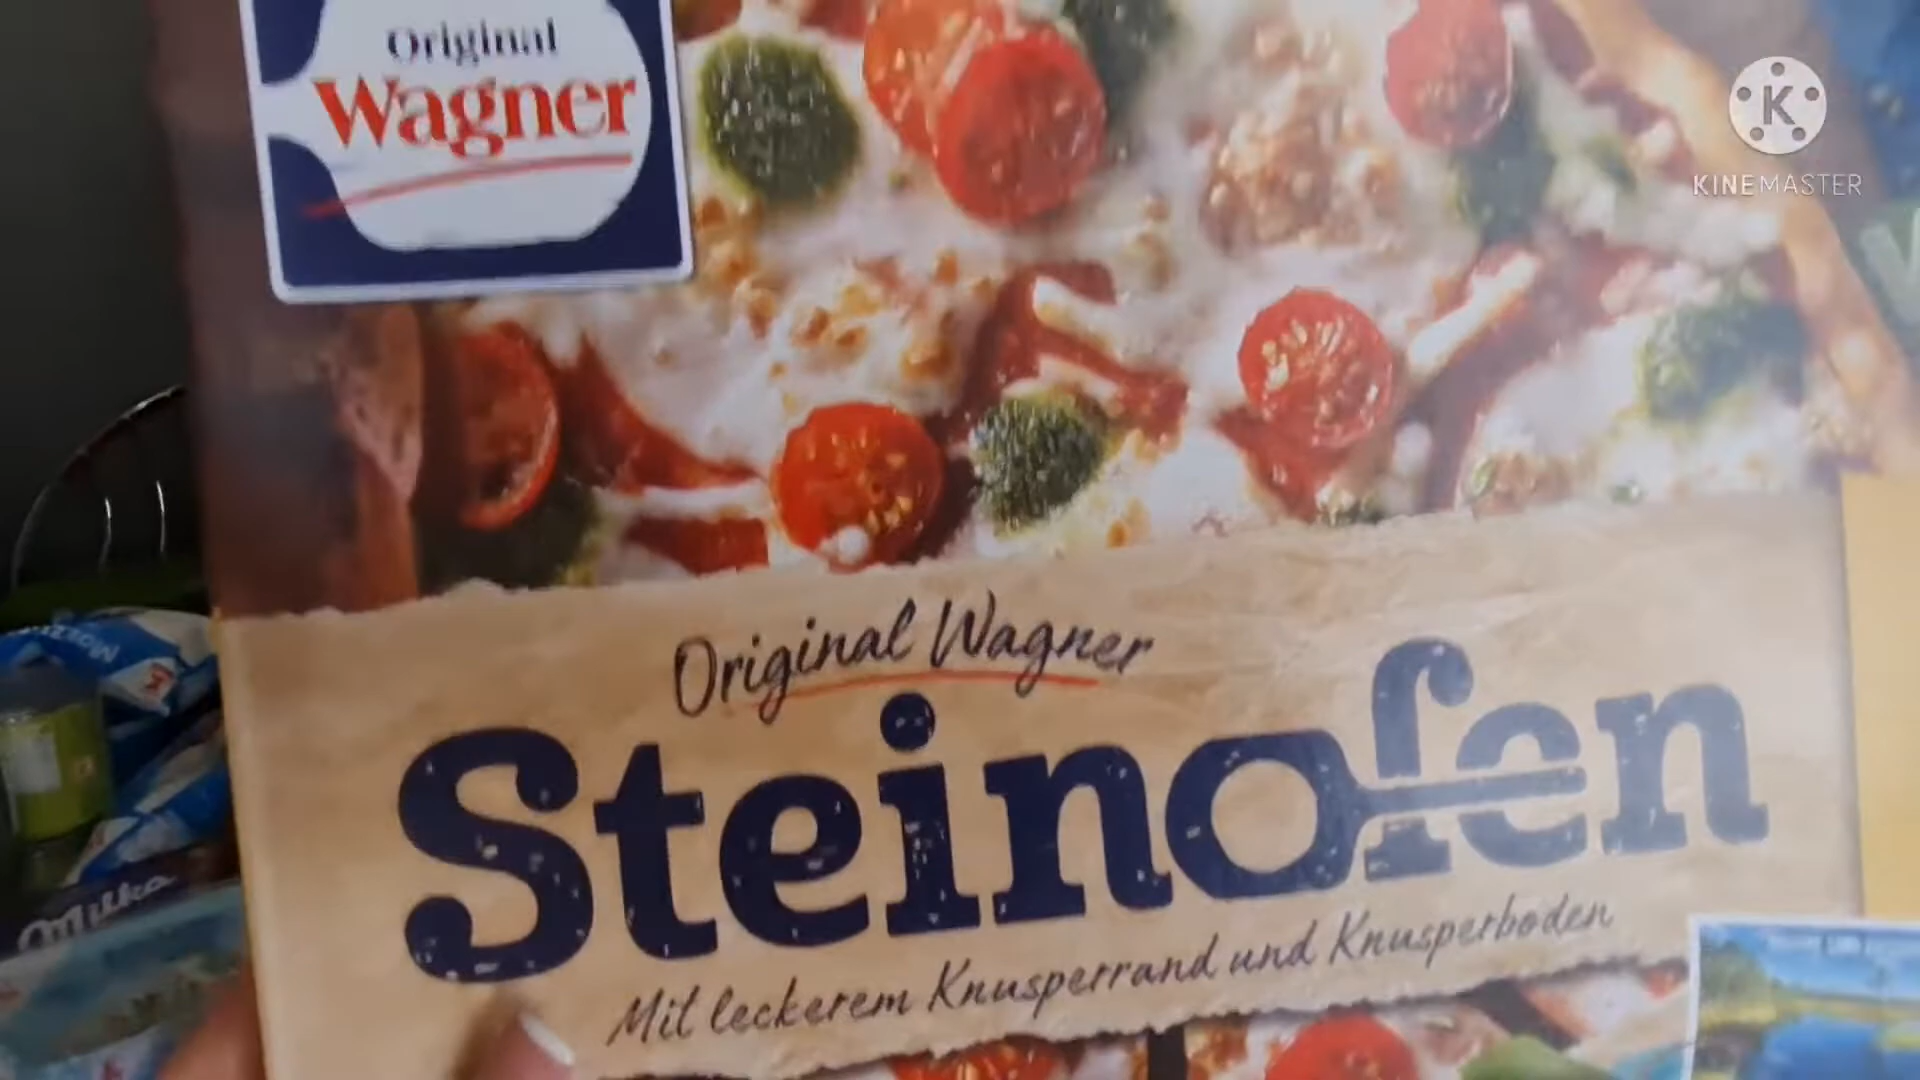 Original
Wagner
KINEMASTER
Original Wagner
Steinofen
Mit leckerem Knusperrand und Knusperboden
Milka